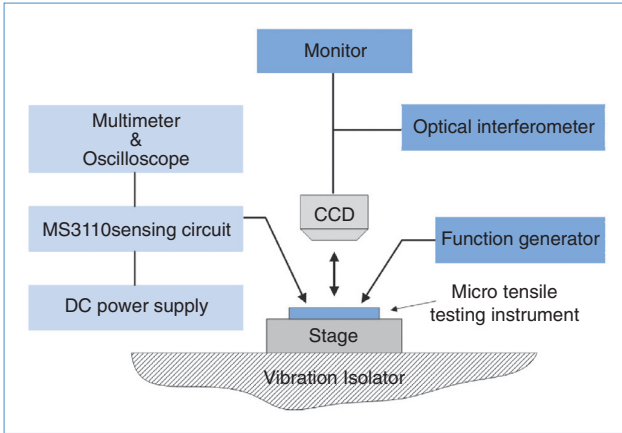 Monitor
Multimeter
&
Oscilloscope
Optical interferometer
CCD
MS3110sensing circuit
Function generator
DC power supply
Micro tensile
testing instrument
Stage
Vibration Isolator